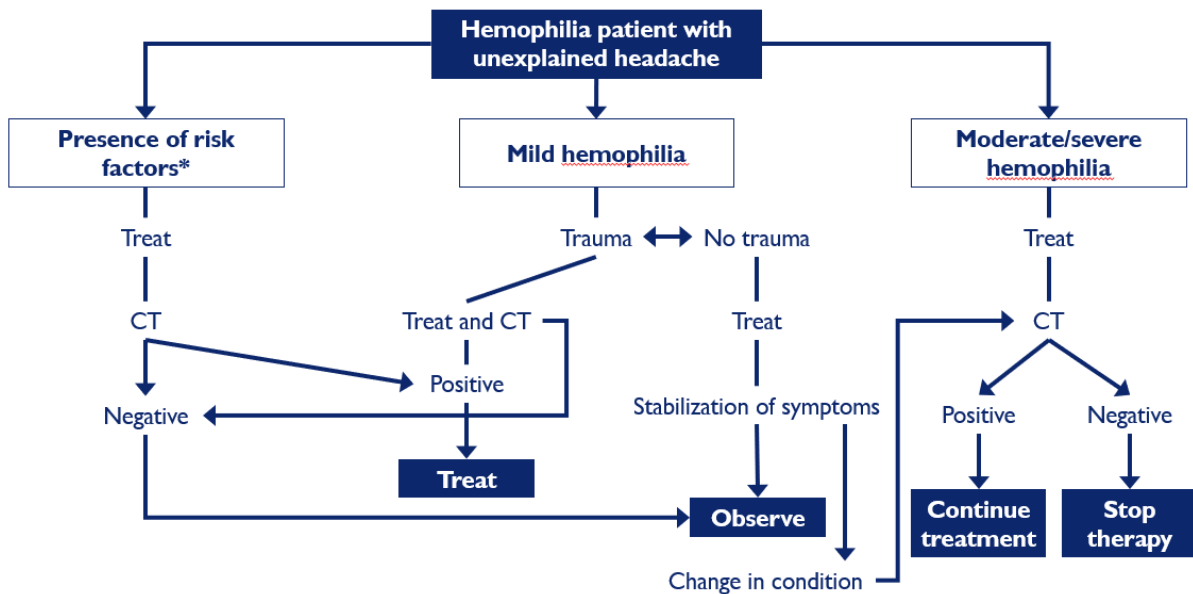 Hemophilia patient with
unexplained headache
Presence of risk
factors*
Mild hemophilia
Moderate/severe
hemophilia
Treat
Trauma
No trauma
Treat
CT
Treat and CT
Treat
CT
Positive
Negative
Stabilization of symptoms
Positive
Negative
Treat
Observe
Continue
treatment
Stop
therapy
Change in condition